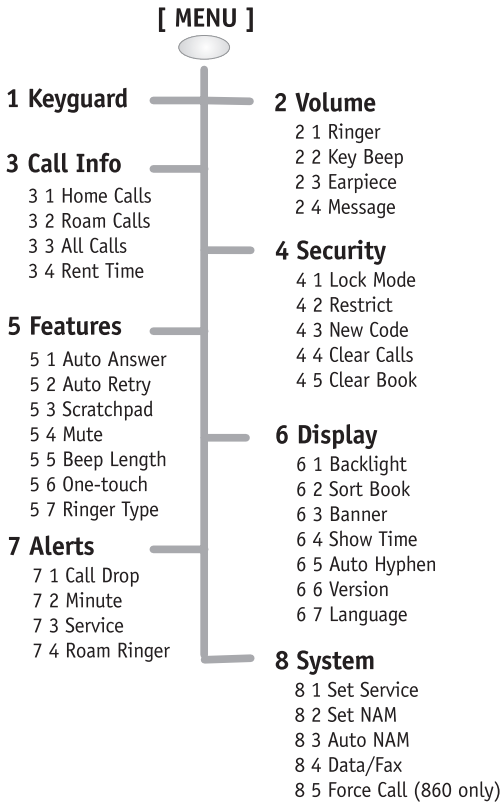 [ MENU ]
1 Keyguard
2 Volume
2 1 Ringer
2 2 Key Beep
2 3 Earpiece
2 4 Message
3 Call Info
3 1 Home Calls
3 2 Roam Calls
3 3 All Calls
3 4 Rent Time
4 Security
4 1 Lock Mode
4 2 Restrict
4 3 New Code
4 4 Clear Calls
4 5 Clear Book
5 Features
5 1 Auto Answer
5 2 Auto Retry
5 3 Scratchpad
5 4 Mute
5 5 Beep Length
5 6 One-touch
5 7 Ringer Type
6 Display
6 1 Backlight
6 2 Sort Book
6 3 Banner
6 4 Show Time
6 5 Auto Hyphen
6 6 Version
6 7 Language
7 Alerts
7 1 Call Drop
7 2 Minute
7 3 Service
7 4 Roam Ringer
8 System
8 1 Set Service
8 2 Set NAM
8 3 Auto NAM
8 4 Data/Fax
8 5 Force Call (860 only)